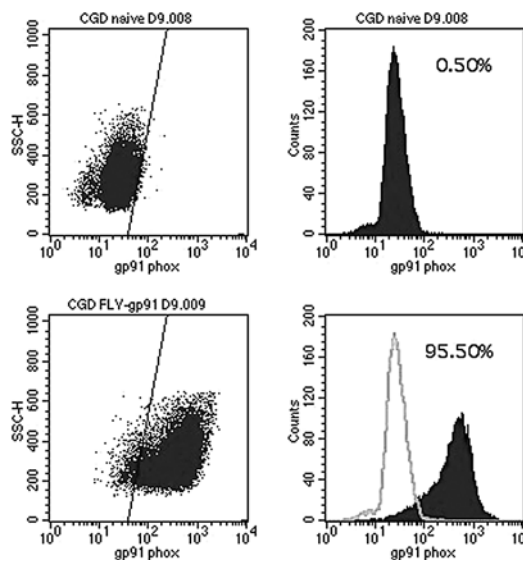 CGD naive D9.008
SSC-H
0 200 400 600 800 1000
10⁰ 10¹ 10² 10³ 10⁴
gp91 phox
CGD naive D9.008
0.50%
Counts
0 40 80 120 160 200
10⁰ 10¹ 10² 10³ 10⁴
gp91 phox
CGD FLY-gp91 D9.009
SSC-H
0 200 400 600 800 1000
10⁰ 10¹ 10² 10³ 10⁴
gp91 phox
95.50%
Counts
0 40 80 120 160 200
10⁰ 10¹ 10² 10³ 10⁴
gp91 phox